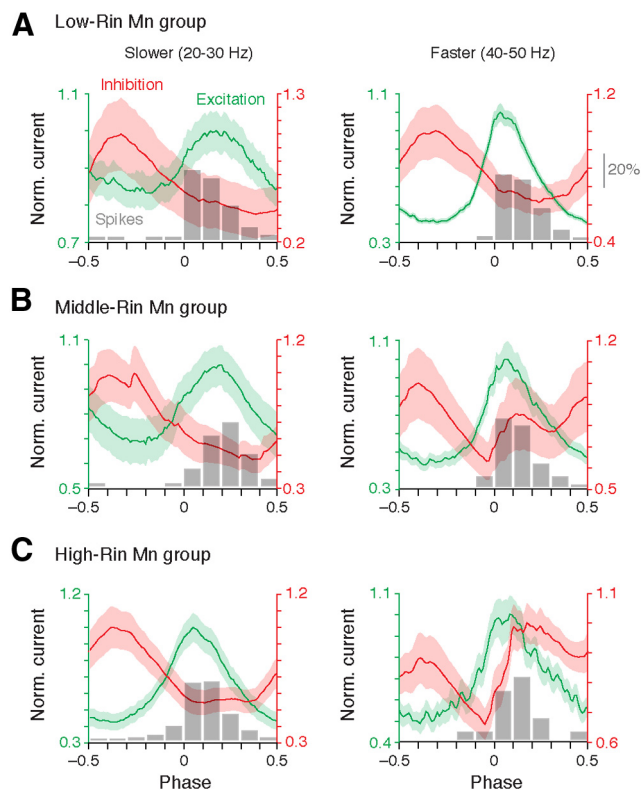 A Low-Rin Mn group
Slower (20-30 Hz)
Faster (40-50 Hz)
1.1
Norm. current
0.7
Inhibition
Excitation
Spikes
1.3
0.2
−0.5
0
0.5
1.1
Norm. current
0.3
1.2
0.4
20%
−0.5
0
0.5
B Middle-Rin Mn group
1.1
Norm. current
0.5
1.2
0.3
−0.5
0
0.5
1.1
Norm. current
0.3
1.2
0.3
−0.5
0
0.5
C High-Rin Mn group
1.2
Norm. current
0.3
1.2
0.3
−0.5
0
0.5
Phase
1.1
Norm. current
0.4
1.1
0.6
−0.5
0
0.5
Phase